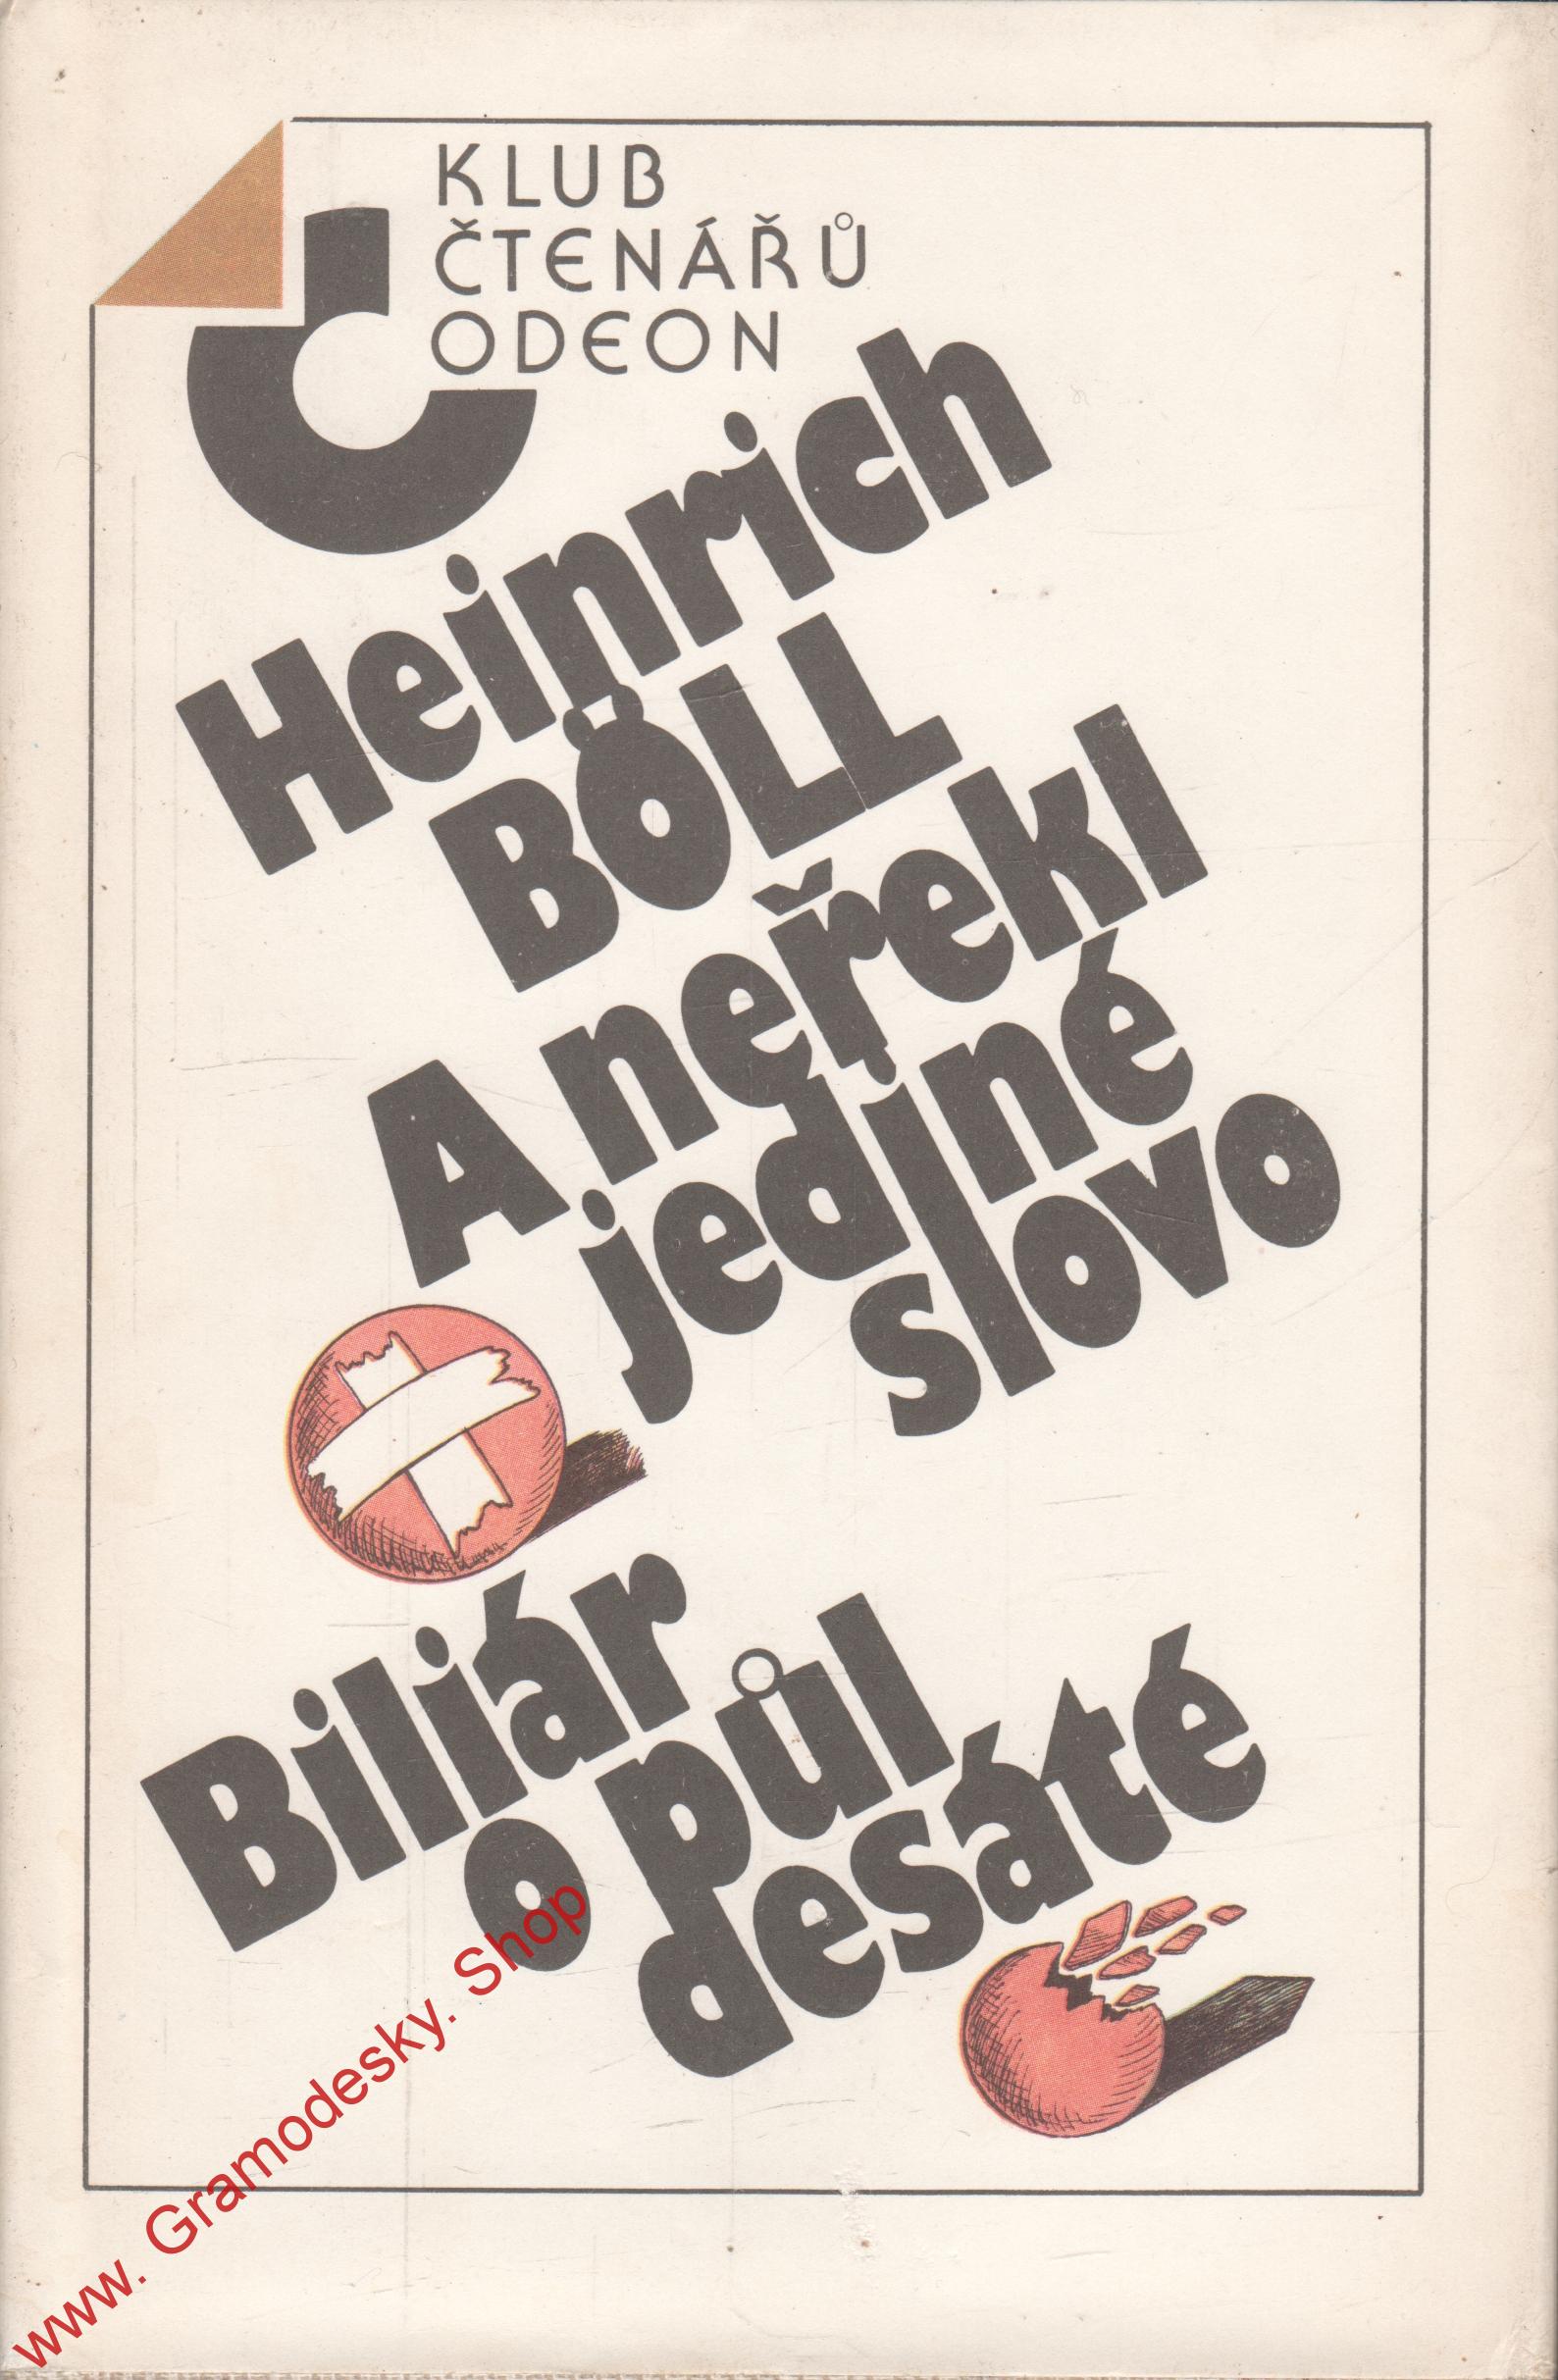 KLUB
ČTENÁŘŮ
ODEON
Heinrich
BÖLL
A neřekl
jediné
slovo
Biliár
o půl
desáté
www. Gramodesky. Shop